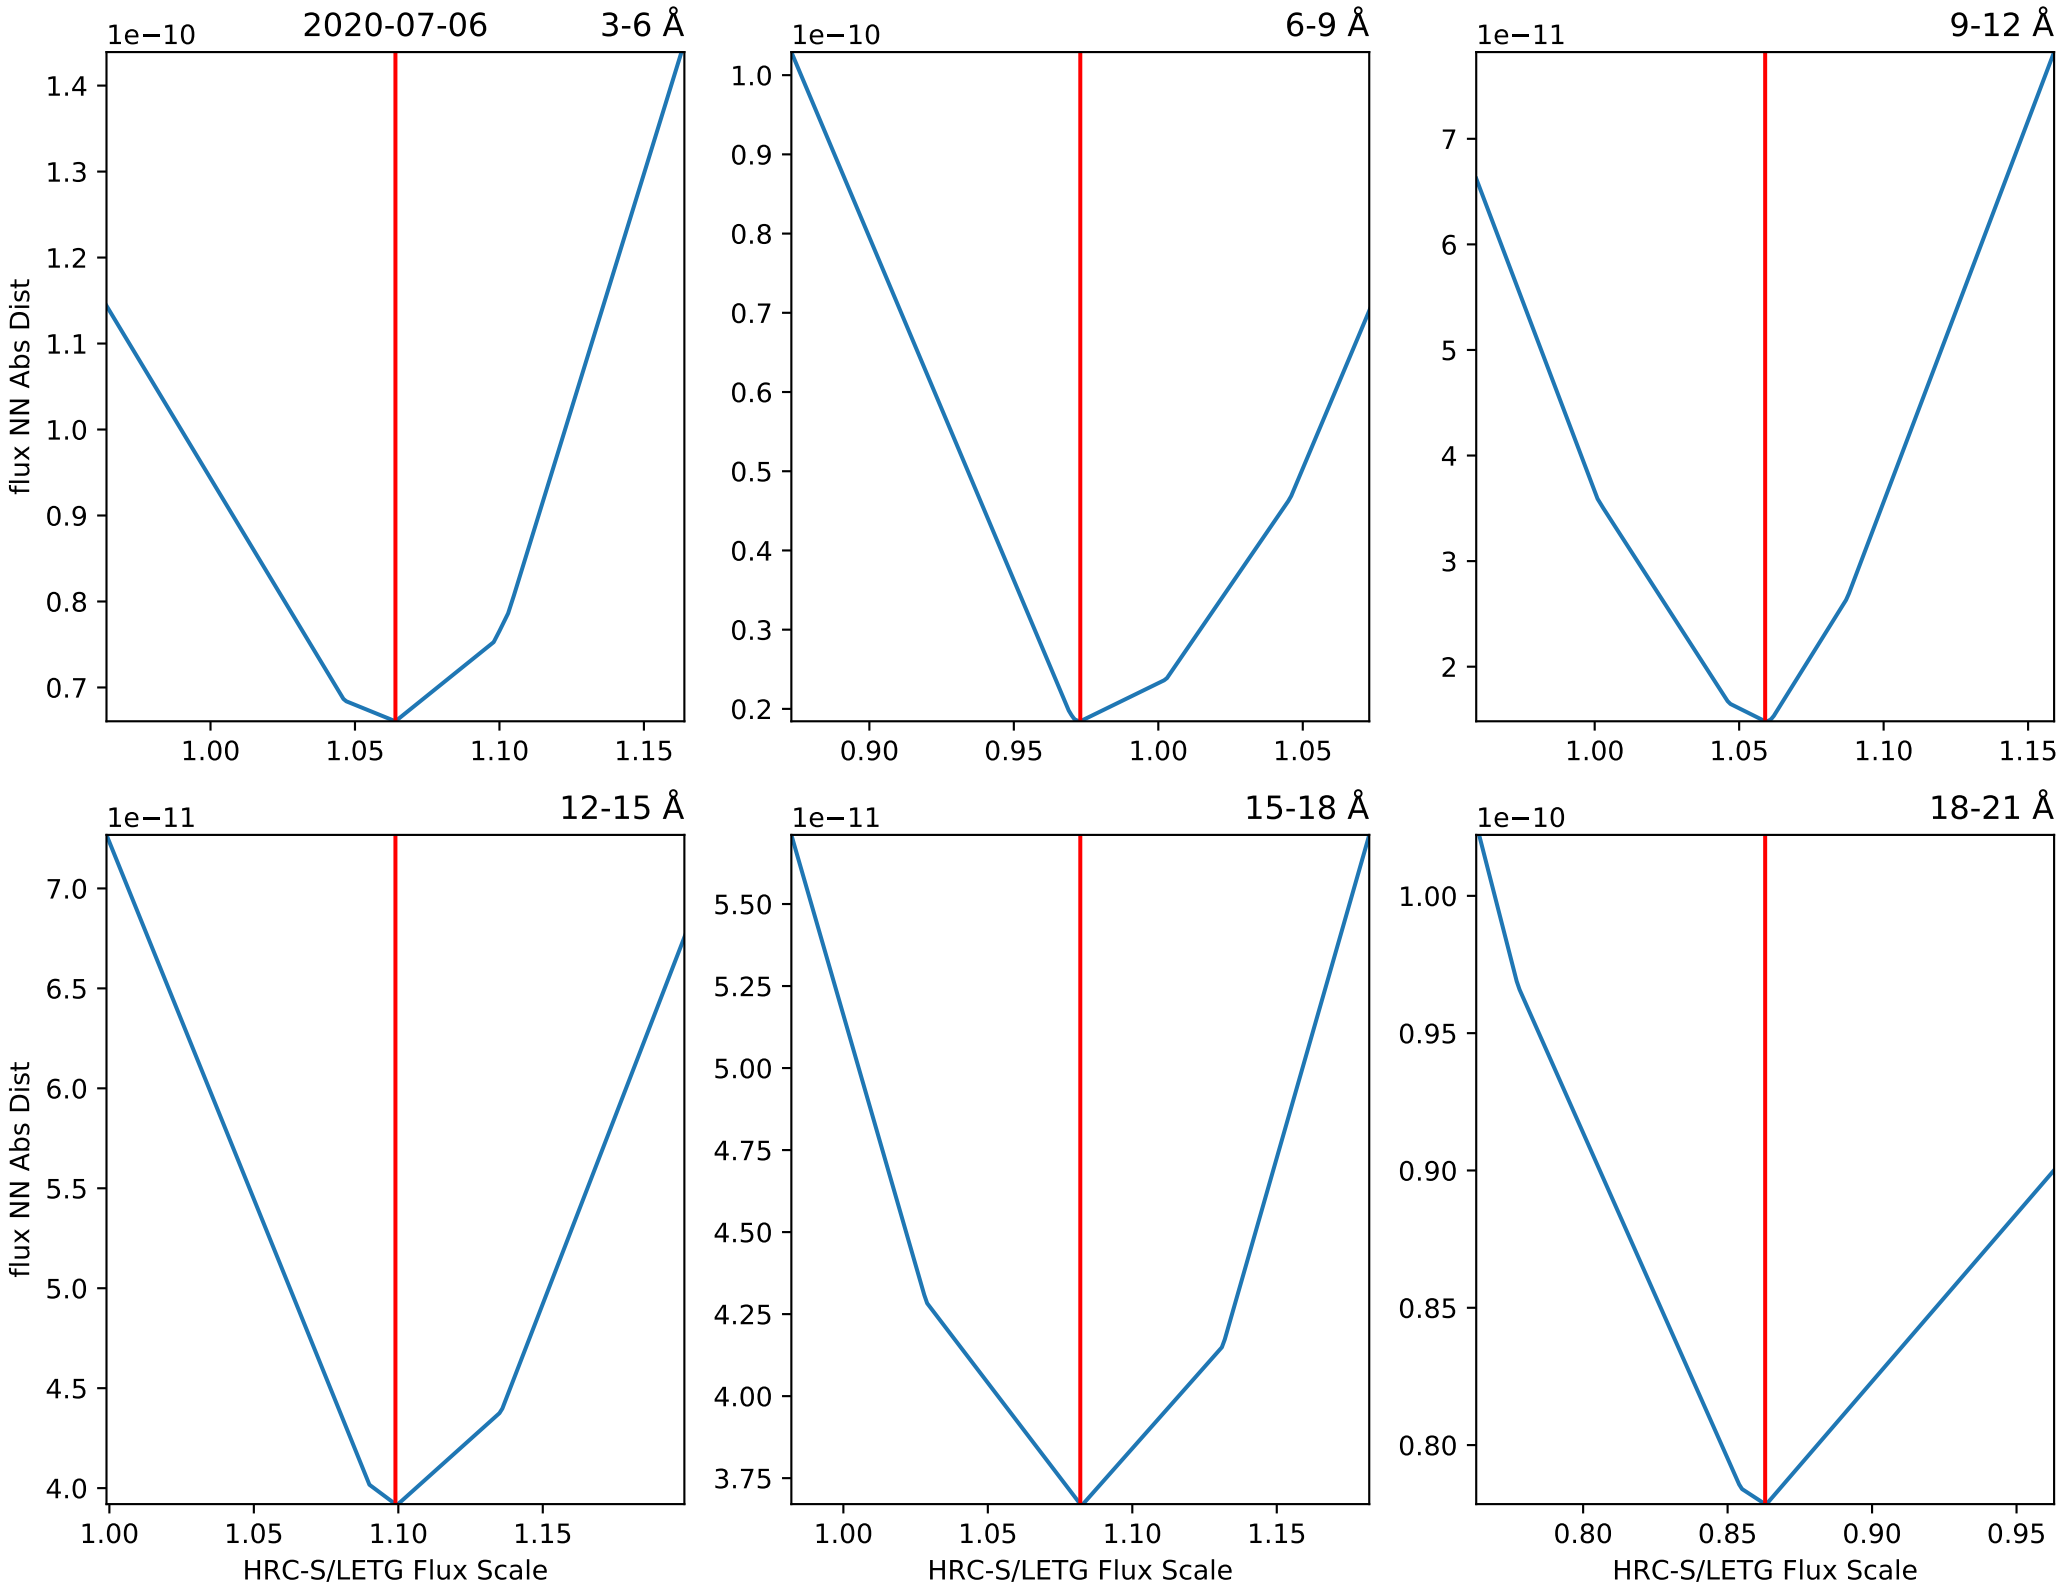 2020-07-06 3-6 Å
1e−10
flux NN Abs Dist
1.4
1.3
1.2
1.1
1.0
0.9
0.8
0.7
1.00 1.05 1.10 1.15
6-9 Å
1e−10
1.0
0.9
0.8
0.7
0.6
0.5
0.4
0.3
0.2
0.90 0.95 1.00 1.05
9-12 Å
1e−11
7
6
5
4
3
2
1.00 1.05 1.10 1.15
12-15 Å
1e−11
flux NN Abs Dist
7.0
6.5
6.0
5.5
5.0
4.5
4.0
1.00 1.05 1.10 1.15
HRC-S/LETG Flux Scale
15-18 Å
1e−11
5.50
5.25
5.00
4.75
4.50
4.25
4.00
3.75
1.00 1.05 1.10 1.15
HRC-S/LETG Flux Scale
18-21 Å
1e−10
1.00
0.95
0.90
0.85
0.80
0.80 0.85 0.90 0.95
HRC-S/LETG Flux Scale